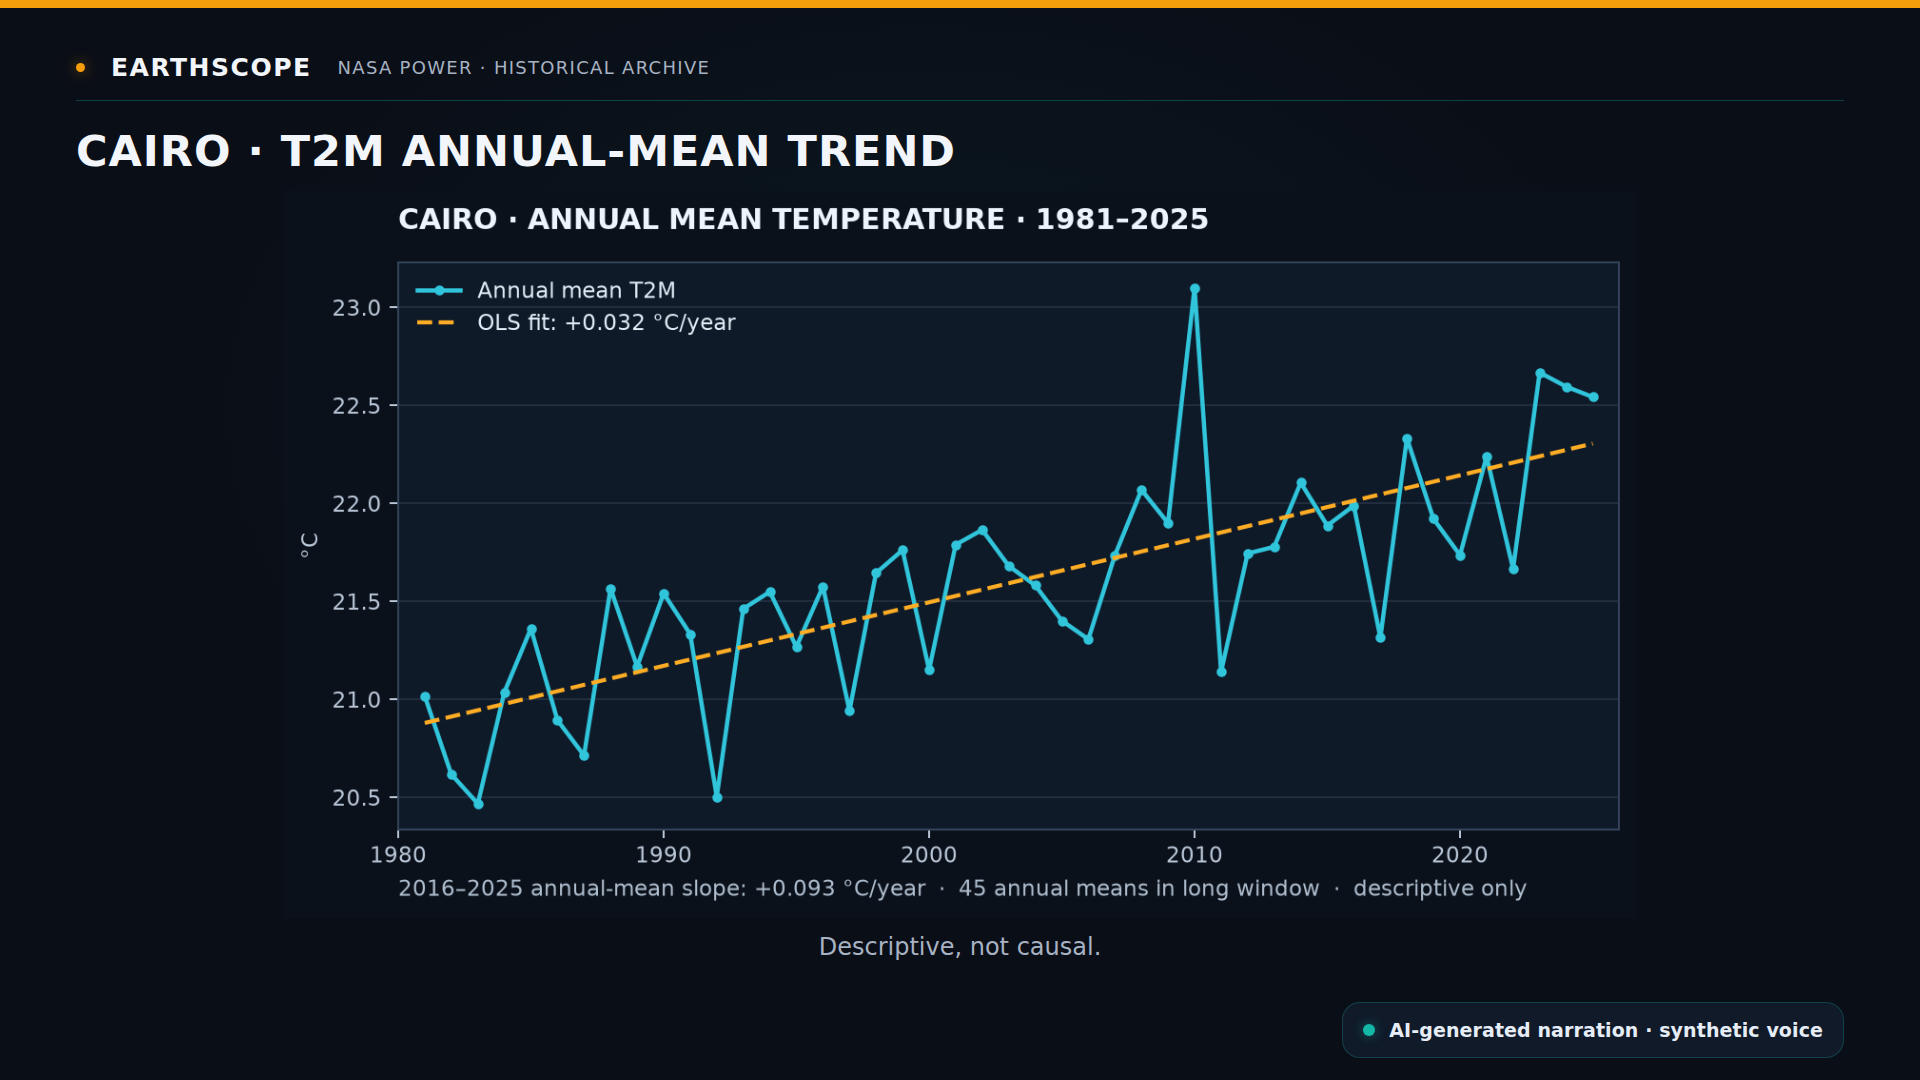 EARTHSCOPE NASA POWER · HISTORICAL ARCHIVE
CAIRO · T2M ANNUAL-MEAN TREND
CAIRO · ANNUAL MEAN TEMPERATURE · 1981–2025
Annual mean T2M
OLS fit: +0.032 °C/year
23.0
22.5
22.0
21.5
21.0
20.5
°C
1980 1990 2000 2010 2020
2016–2025 annual-mean slope: +0.093 °C/year · 45 annual means in long window · descriptive only
Descriptive, not causal.
AI-generated narration · synthetic voice